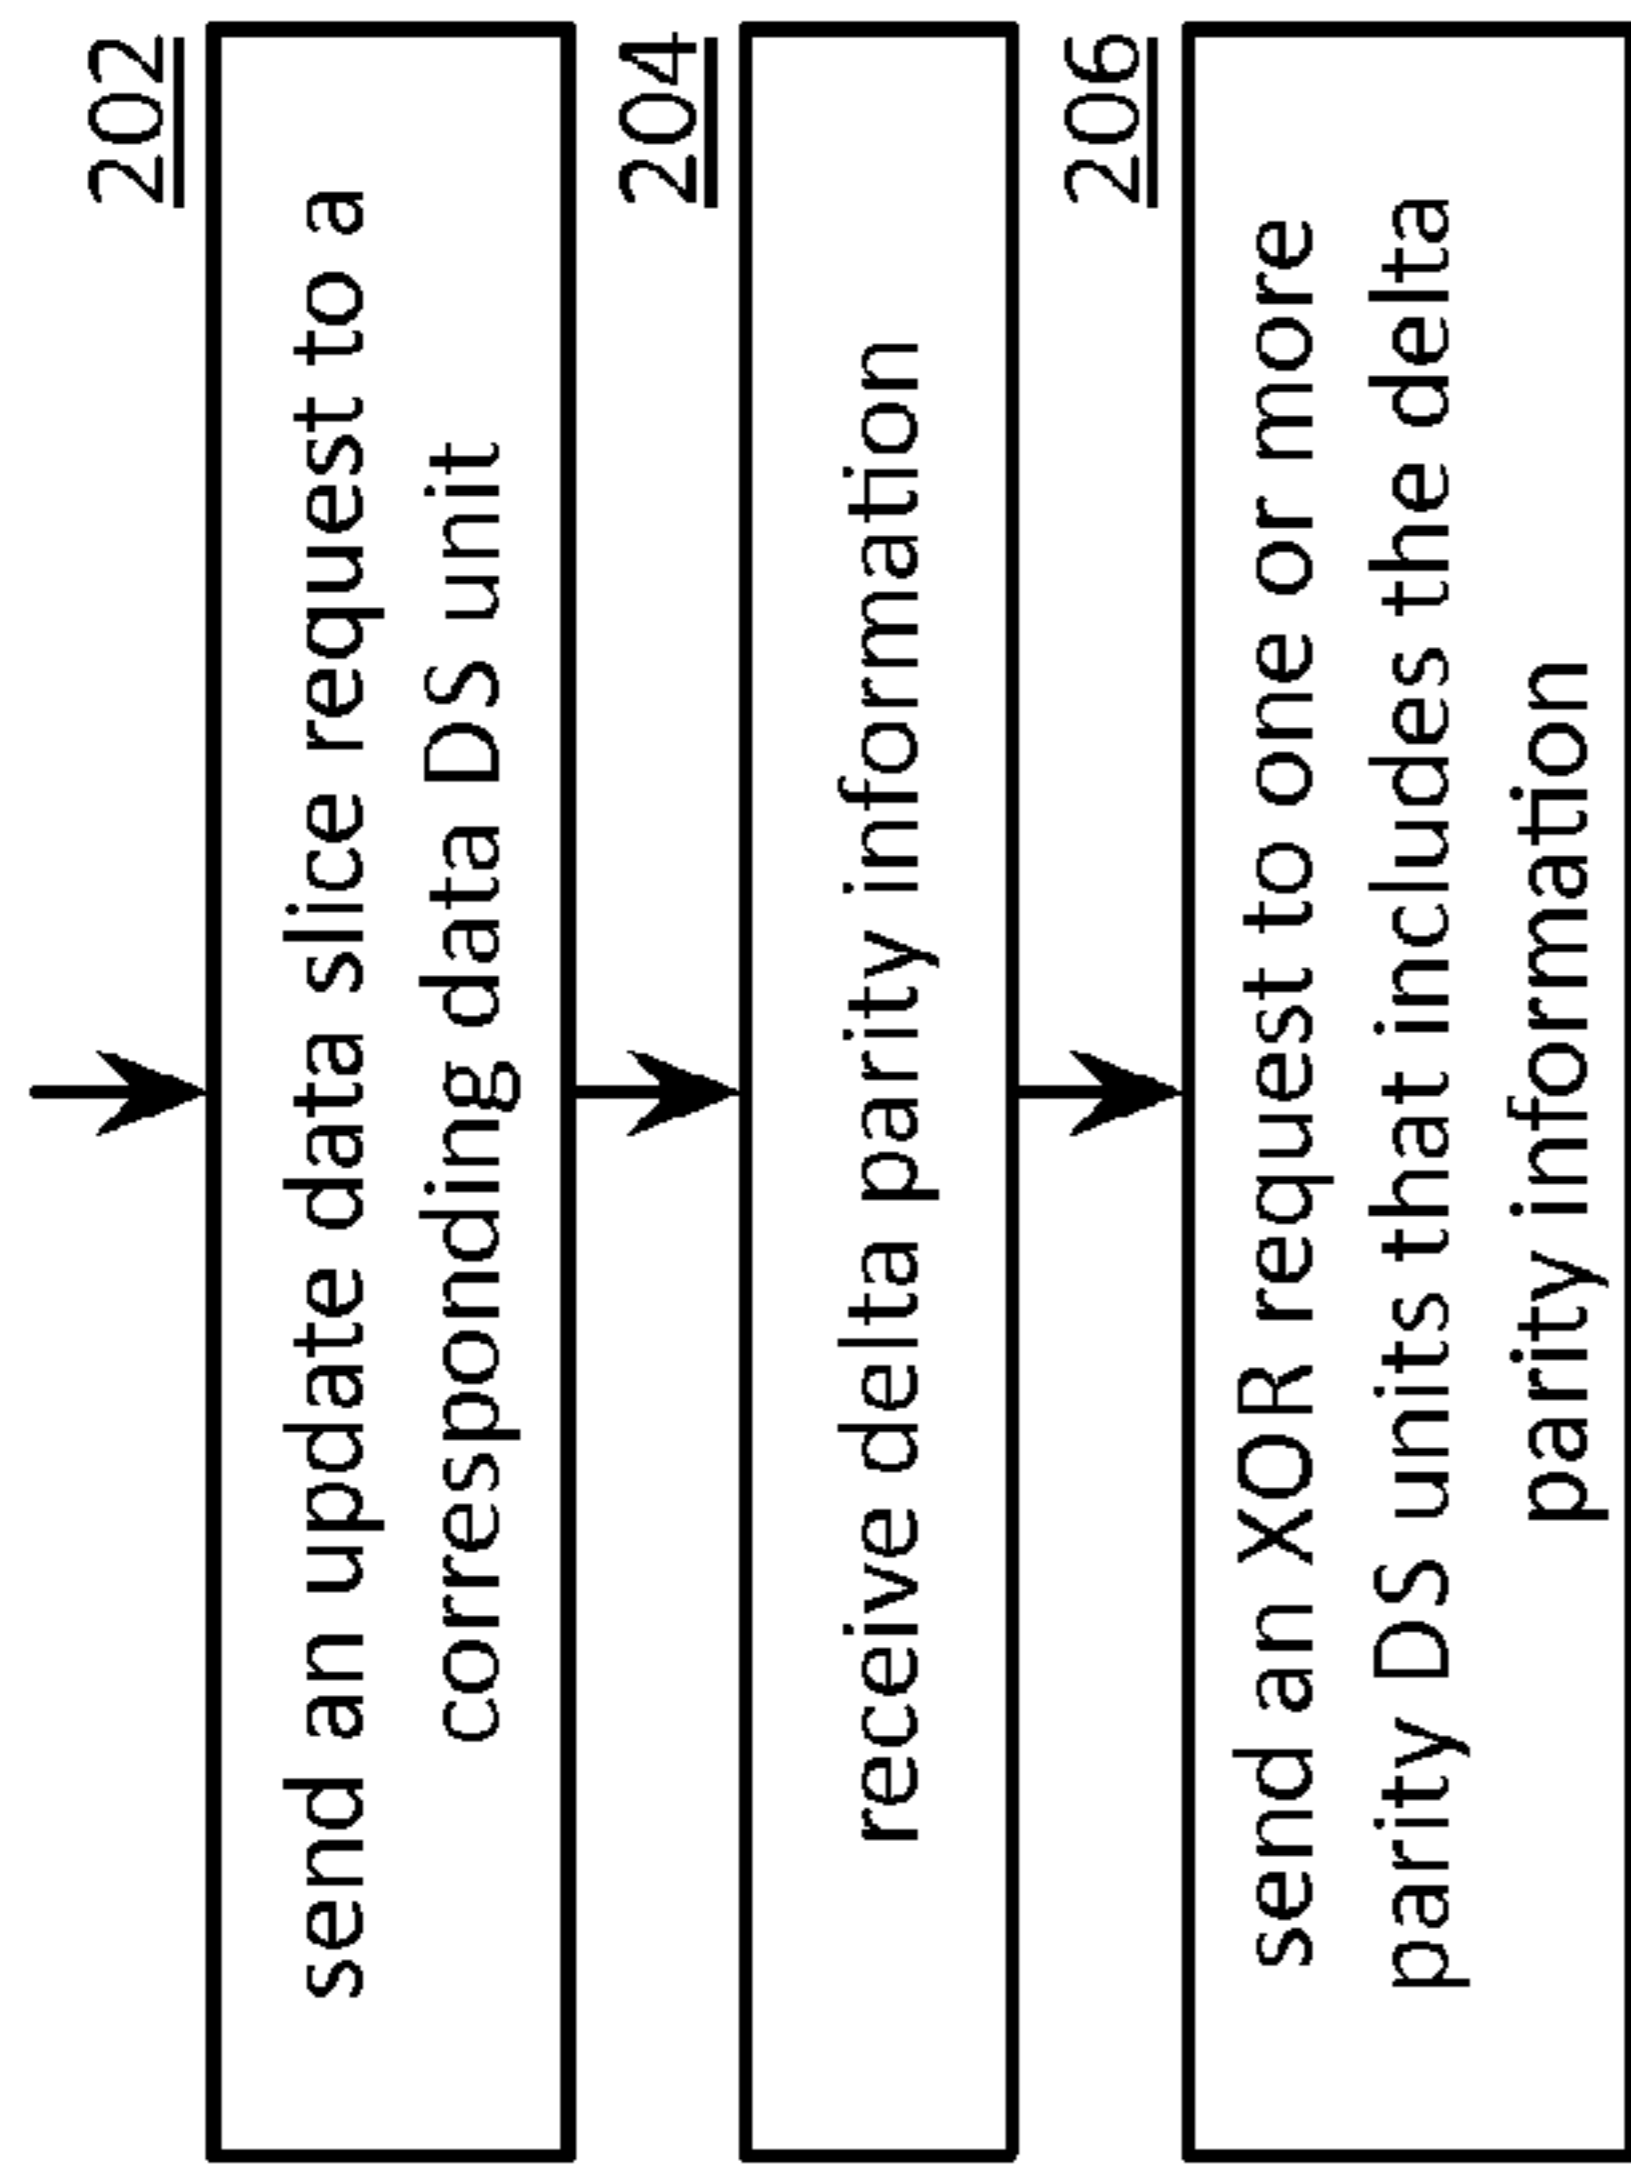 202
send an update data slice request to a
corresponding data DS unit
204
receive delta parity information
206
send an XOR request to one or more
parity DS units that includes the delta
parity information